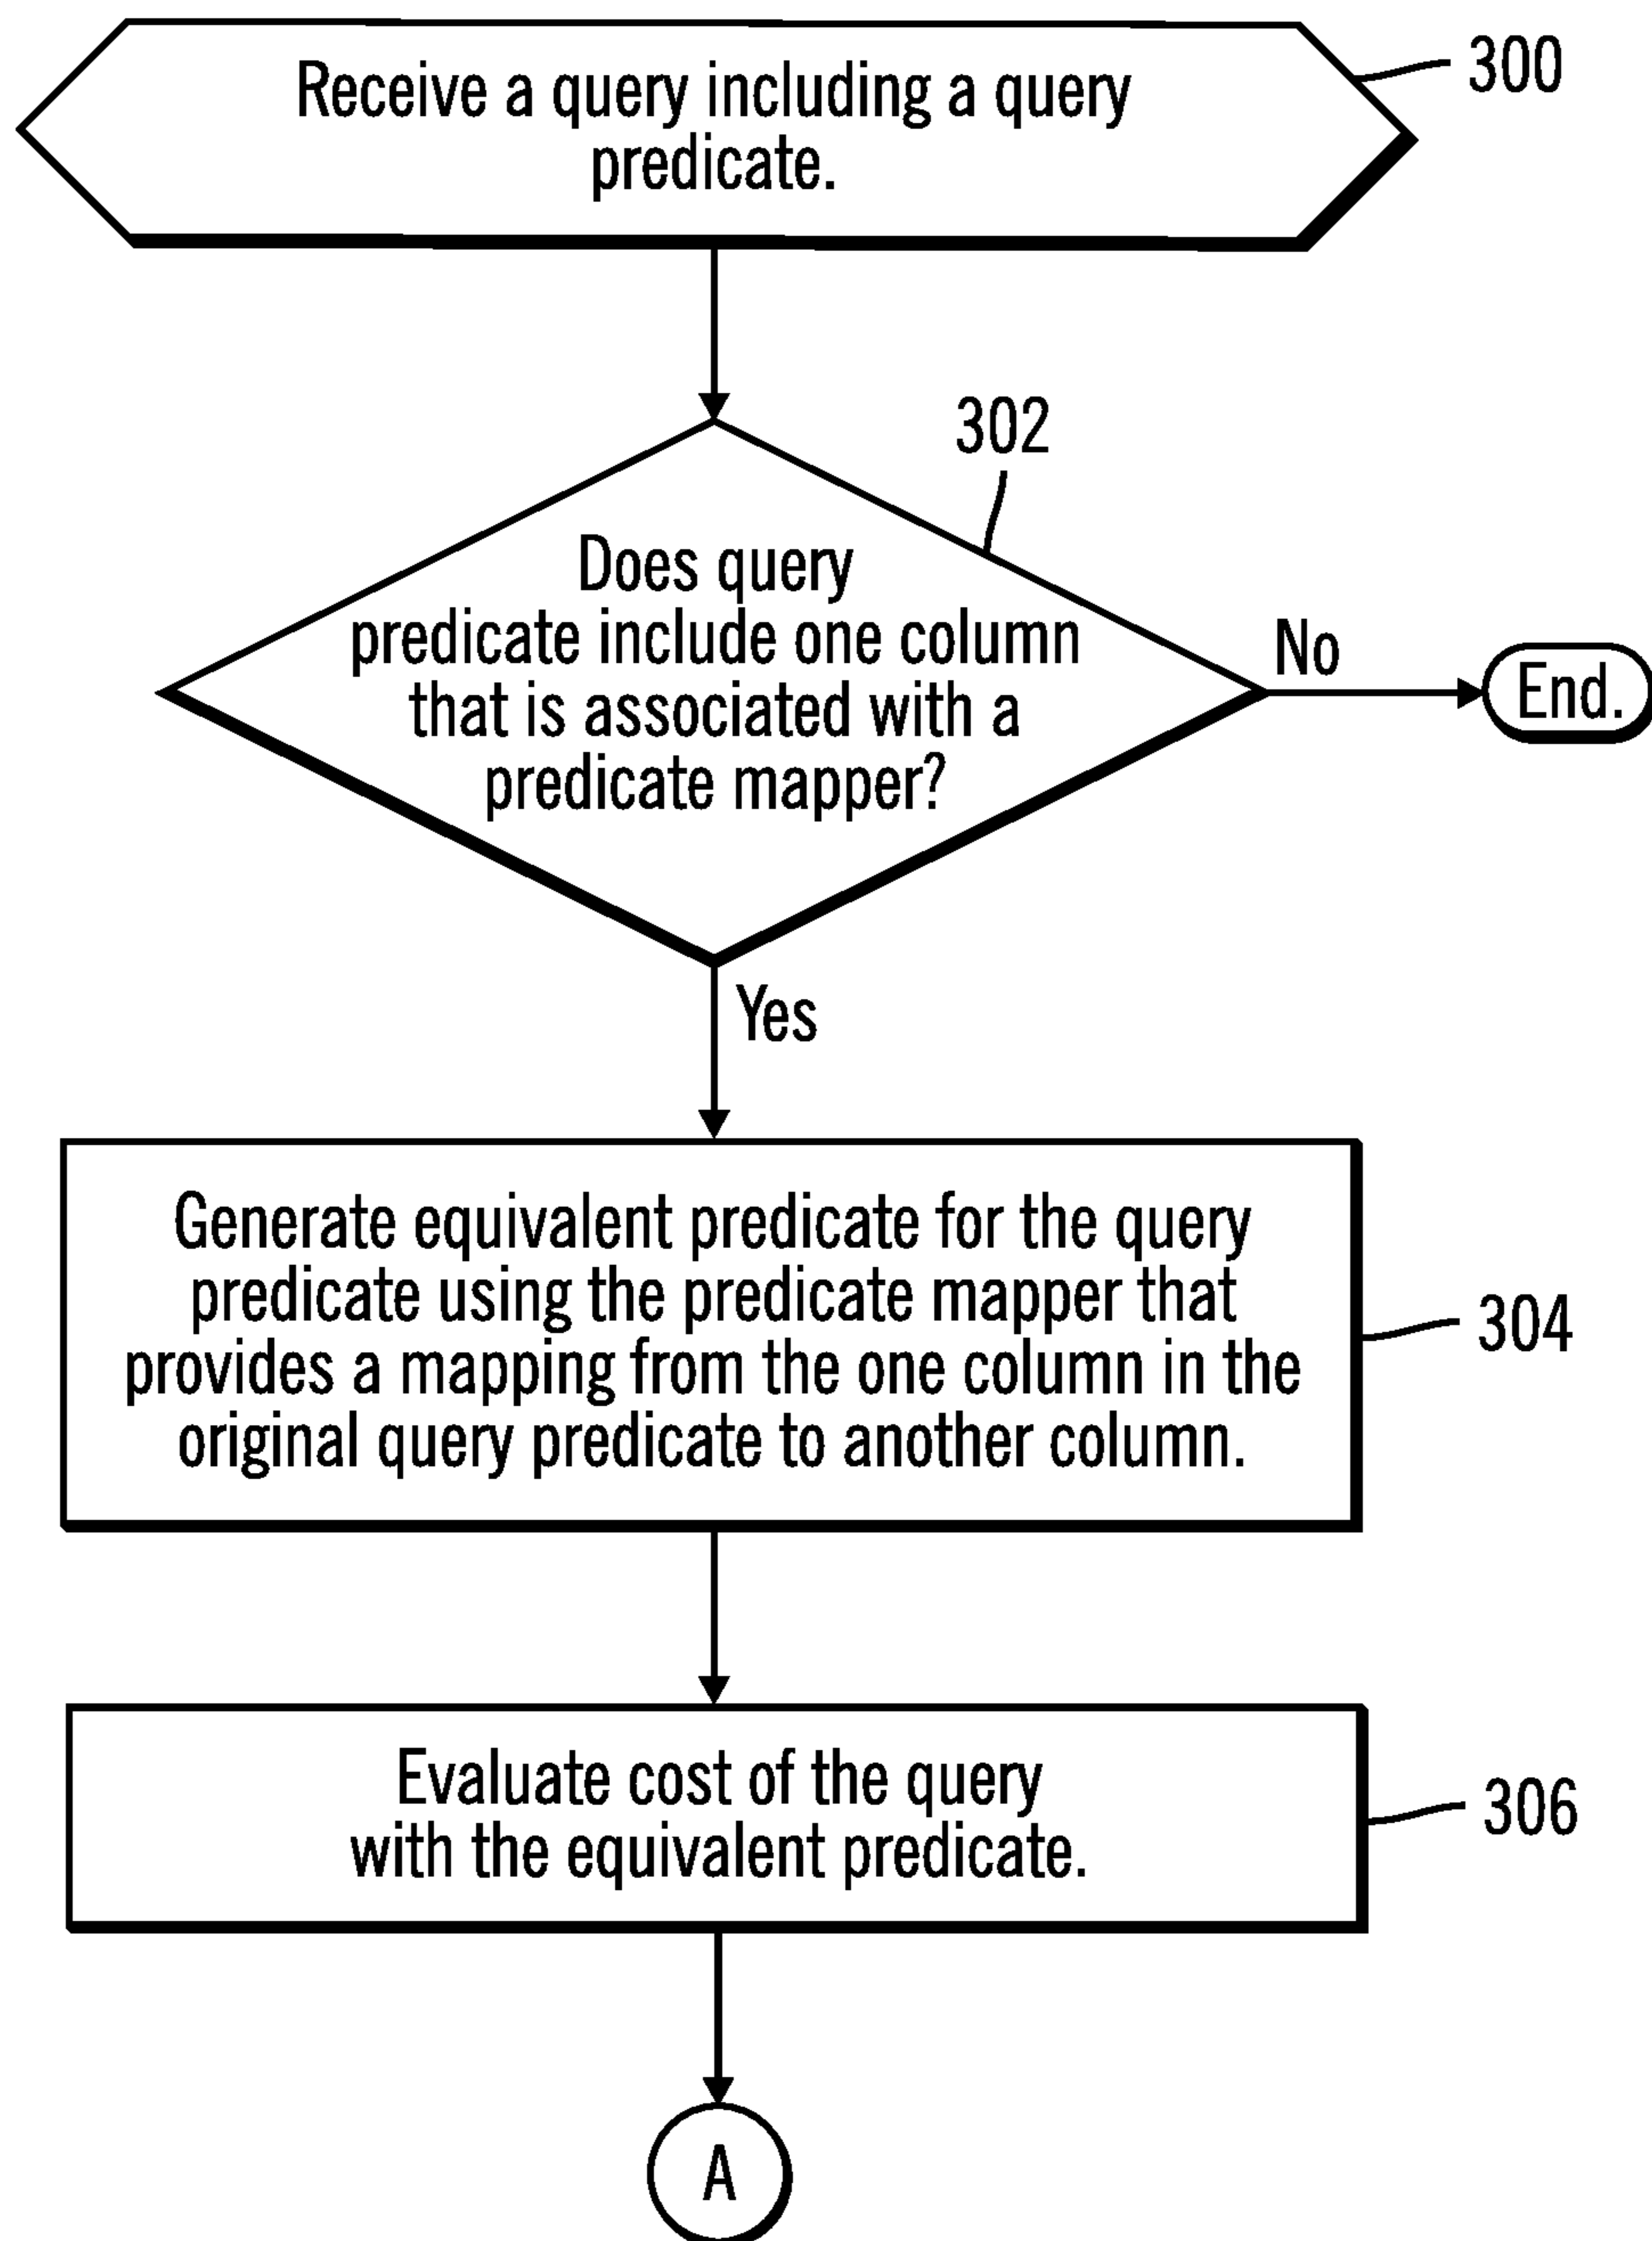 Receive a query including a query
predicate.
300
302
Does query
predicate include one column
that is associated with a
predicate mapper?
No
End.
Yes
Generate equivalent predicate for the query
predicate using the predicate mapper that
provides a mapping from the one column in the
original query predicate to another column.
304
Evaluate cost of the query
with the equivalent predicate.
306
A